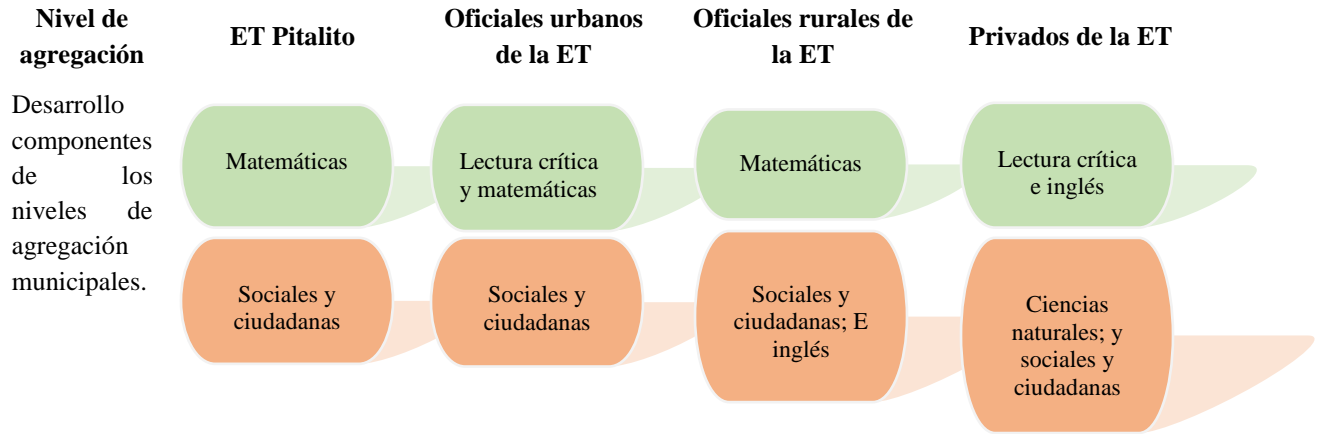 Nivel de
agregación
ET Pitalito
Oficiales urbanos
de la ET
Oficiales rurales de
la ET
Privados de la ET
Desarrollo
componentes
de los
niveles de
agregación
municipales.
Matemáticas
Lectura crítica
y matemáticas
Matemáticas
Lectura crítica
e inglés
Sociales y
ciudadanas
Sociales y
ciudadanas
Sociales y
ciudadanas; E
inglés
Ciencias
naturales; y
sociales y
ciudadanas